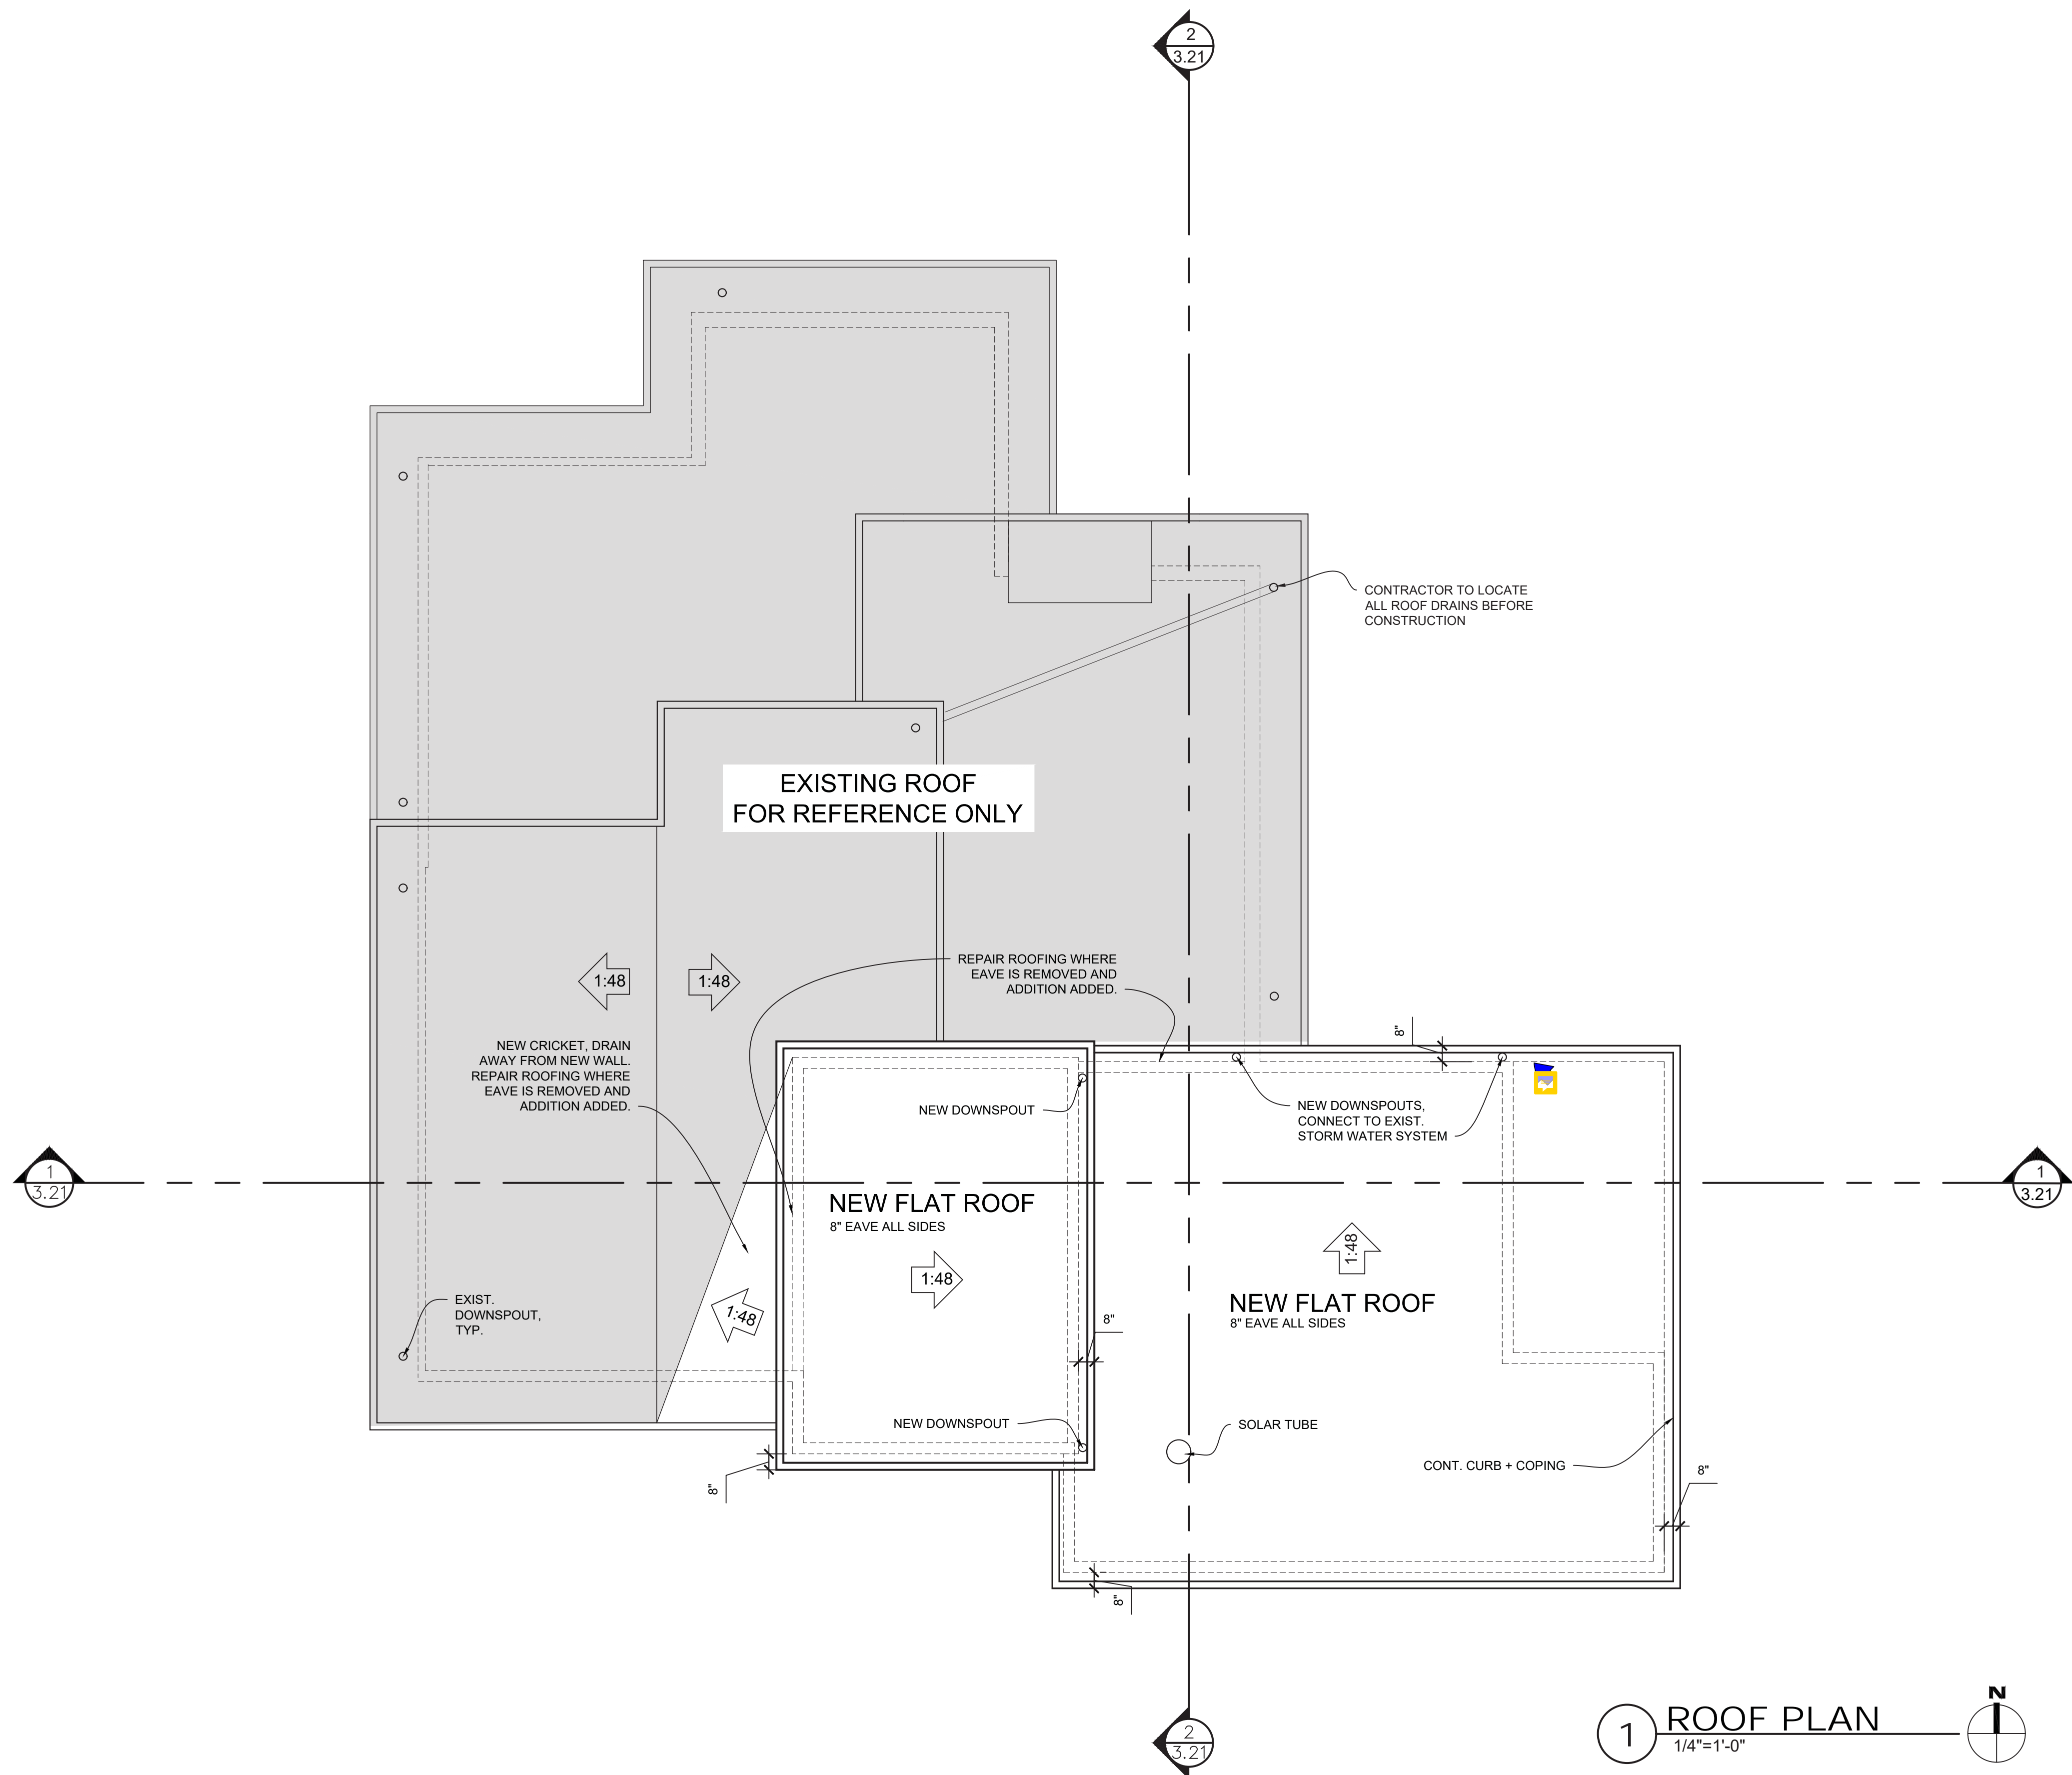 2
3.21
CONTRACTOR TO LOCATE
ALL ROOF DRAINS BEFORE
CONSTRUCTION
EXISTING ROOF
FOR REFERENCE ONLY
REPAIR ROOFING WHERE
EAVE IS REMOVED AND
ADDITION ADDED.
1:48
1:48
8"
NEW CRICKET, DRAIN
AWAY FROM NEW WALL.
REPAIR ROOFING WHERE
EAVE IS REMOVED AND
ADDITION ADDED.
NEW DOWNSPOUT
NEW DOWNSPOUTS,
CONNECT TO EXIST.
STORM WATER SYSTEM
1
3.21
1
3.21
NEW FLAT ROOF
8" EAVE ALL SIDES
1:48
1:48
NEW FLAT ROOF
8" EAVE ALL SIDES
EXIST.
DOWNSPOUT,
TYP.
1:48
8"
NEW DOWNSPOUT
SOLAR TUBE
CONT. CURB + COPING
8"
8"
8"
2
3.21
1
ROOF PLAN
1/4"=1'-0"
N